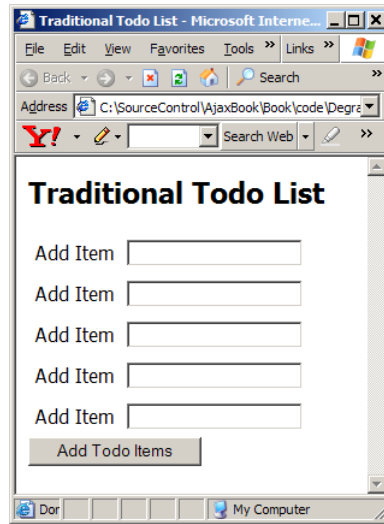 Traditional Todo List - Microsoft Interne...
File Edit View Favorites Tools » Links »
Back Search »
Address C:\SourceControl\AjaxBook\Book\code\Degra
Y! Search Web »
Traditional Todo List
Add Item
Add Item
Add Item
Add Item
Add Item
Add Todo Items
Dor My Computer